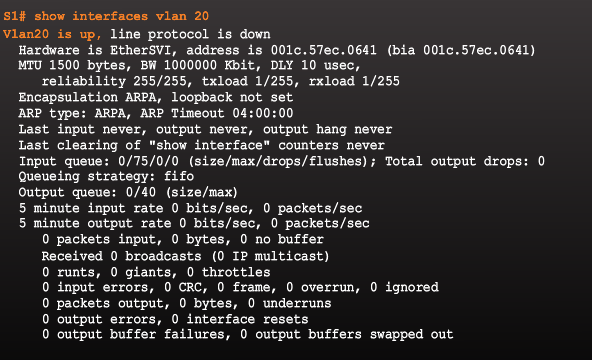 S1# show interfaces vlan 20
Vlan20 is up, line protocol is down
Hardware is EtherSVI, address is 001c.57ec.0641 (bia 001c.57ec.0641)
MTU 1500 bytes, BW 1000000 Kbit, DLY 10 usec,
reliability 255/255, txload 1/255, rxload 1/255
Encapsulation ARPA, loopback not set
ARP type: ARPA, ARP Timeout 04:00:00
Last input never, output never, output hang never
Last clearing of "show interface" counters never
Input queue: 0/75/0/0 (size/max/drops/flushes); Total output drops: 0
Queueing strategy: fifo
Output queue: 0/40 (size/max)
5 minute input rate 0 bits/sec, 0 packets/sec
5 minute output rate 0 bits/sec, 0 packets/sec
0 packets input, 0 bytes, 0 no buffer
Received 0 broadcasts (0 IP multicast)
0 runts, 0 giants, 0 throttles
0 input errors, 0 CRC, 0 frame, 0 overrun, 0 ignored
0 packets output, 0 bytes, 0 underruns
0 output errors, 0 interface resets
0 output buffer failures, 0 output buffers swapped out